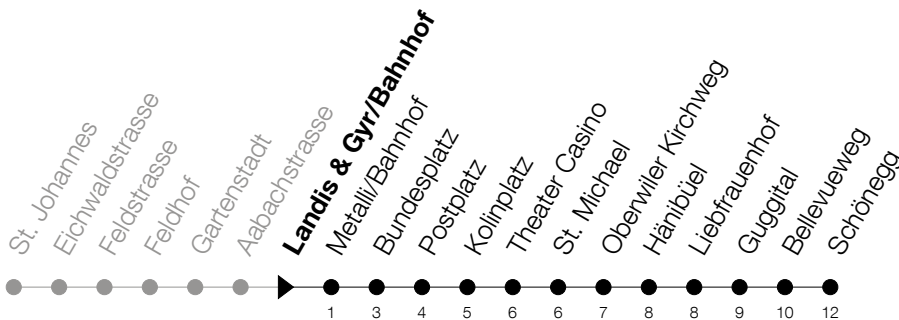 St. Johannes
Eichwaldstrasse
Feldstrasse
Feldhof
Gartenstadt
Aabachstrasse
Landis & Gyr/Bahnhof
Metalli/Bahnhof
Bundesplatz
Postplatz
Kolinplatz
Theater Casino
St. Michael
Oberwiler Kirchweg
Hänibüel
Liebfrauenhof
Guggital
Bellevueweg
Schönegg
1 3 4 5 6 6 7 8 8 9 10 12